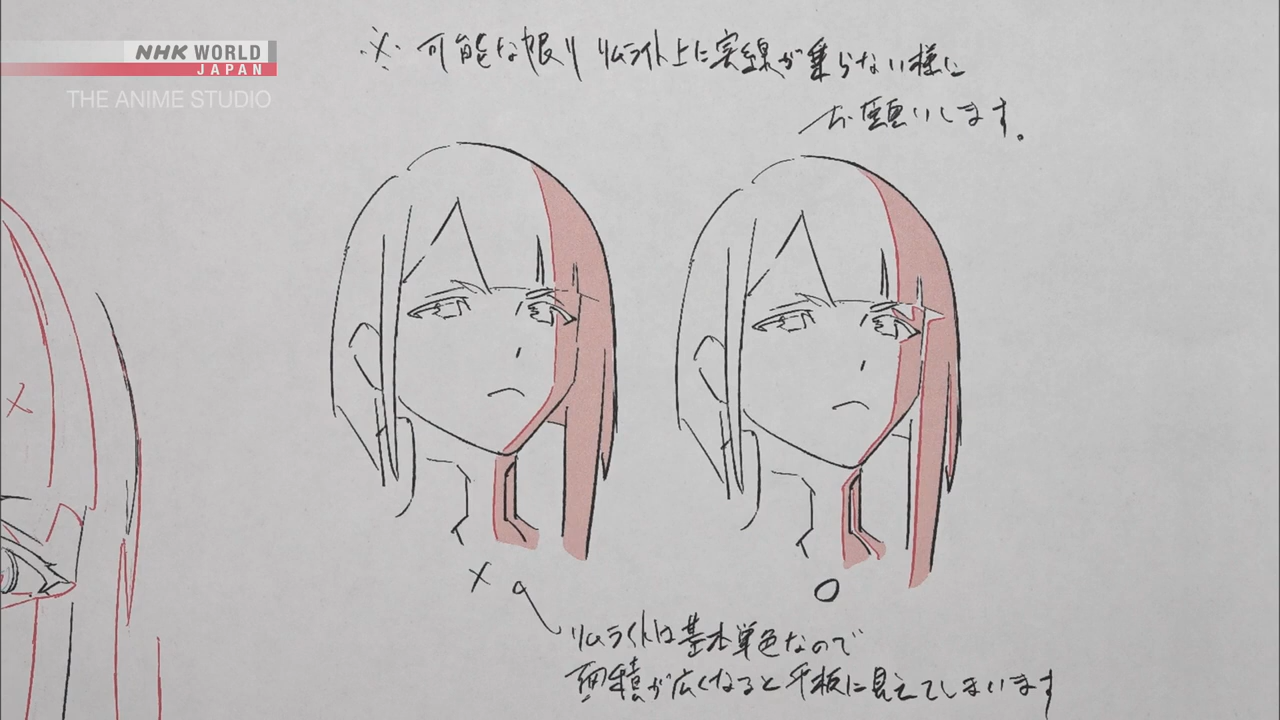 NHK WORLD
JAPAN
THE ANIME STUDIO
※ 可能な限り リムライト上に実線が乗らない様に
お願いします。
×
○
リムライトは基本単色なので
面積が広くなると平板に見えてしまいます